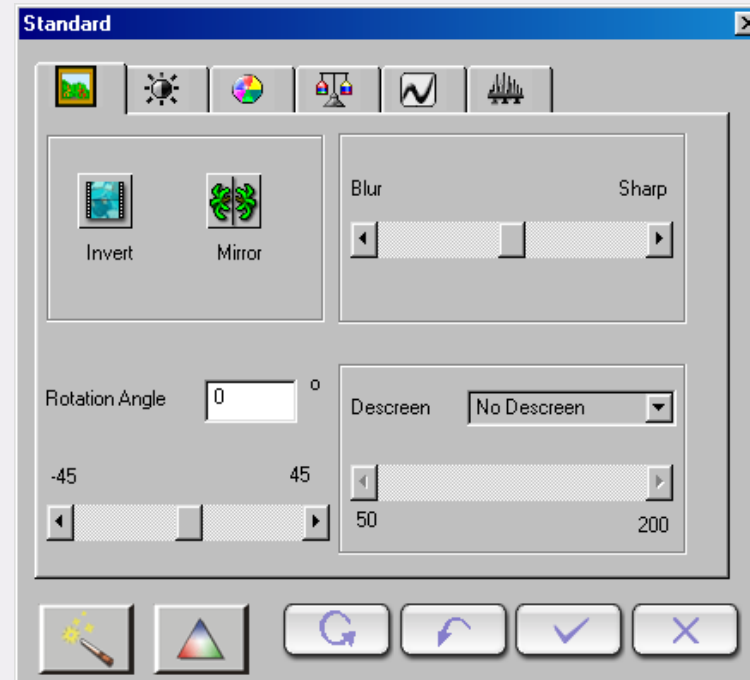 Standard
Invert
Mirror
Blur
Sharp
Rotation Angle
0
o
-45
45
Descreen
No Descreen
50
200